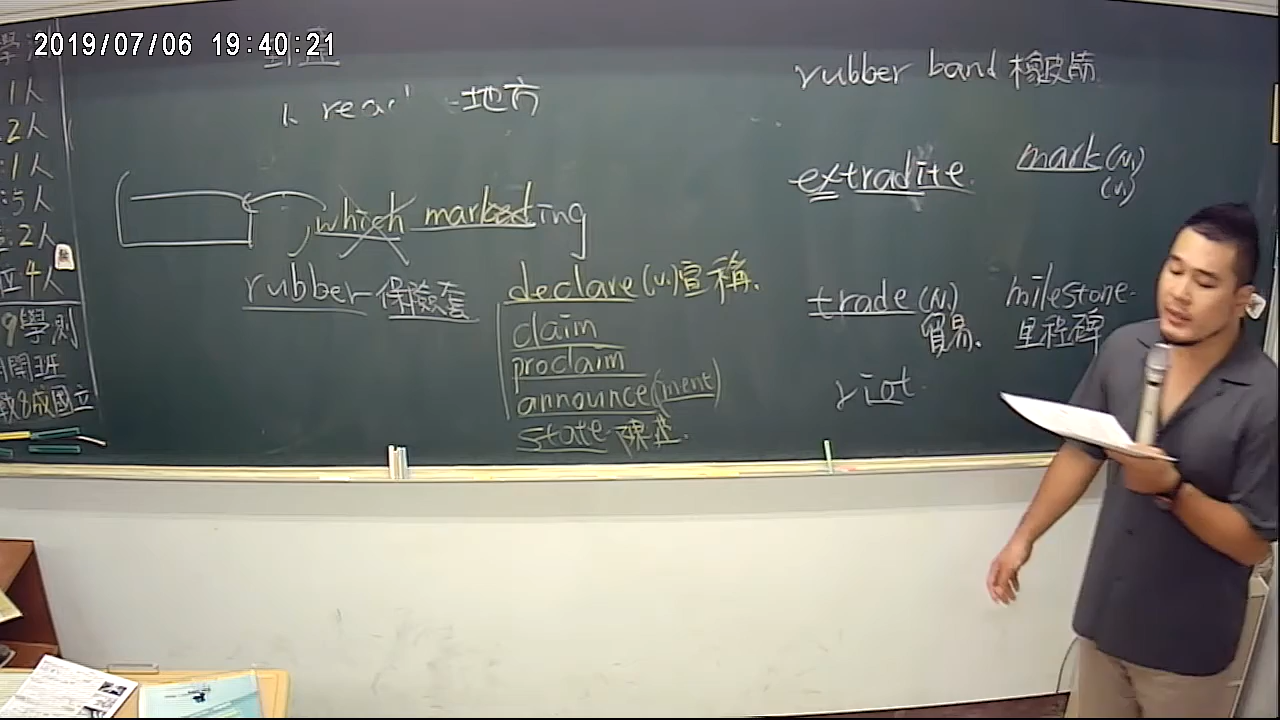 2019/07/06 19:40:21
1人
2人
1人
5人
2人
位4人
9學測
8成國立
地方
which marketing
rubber 保險套
declare (v.) 宣稱.
claim
proclaim
announce (ment)
state 陳述.
rubber band 橡皮筋
extradite
mark (n.)
(v.)
trade (n.)
貿易.
milestone
里程碑
riot